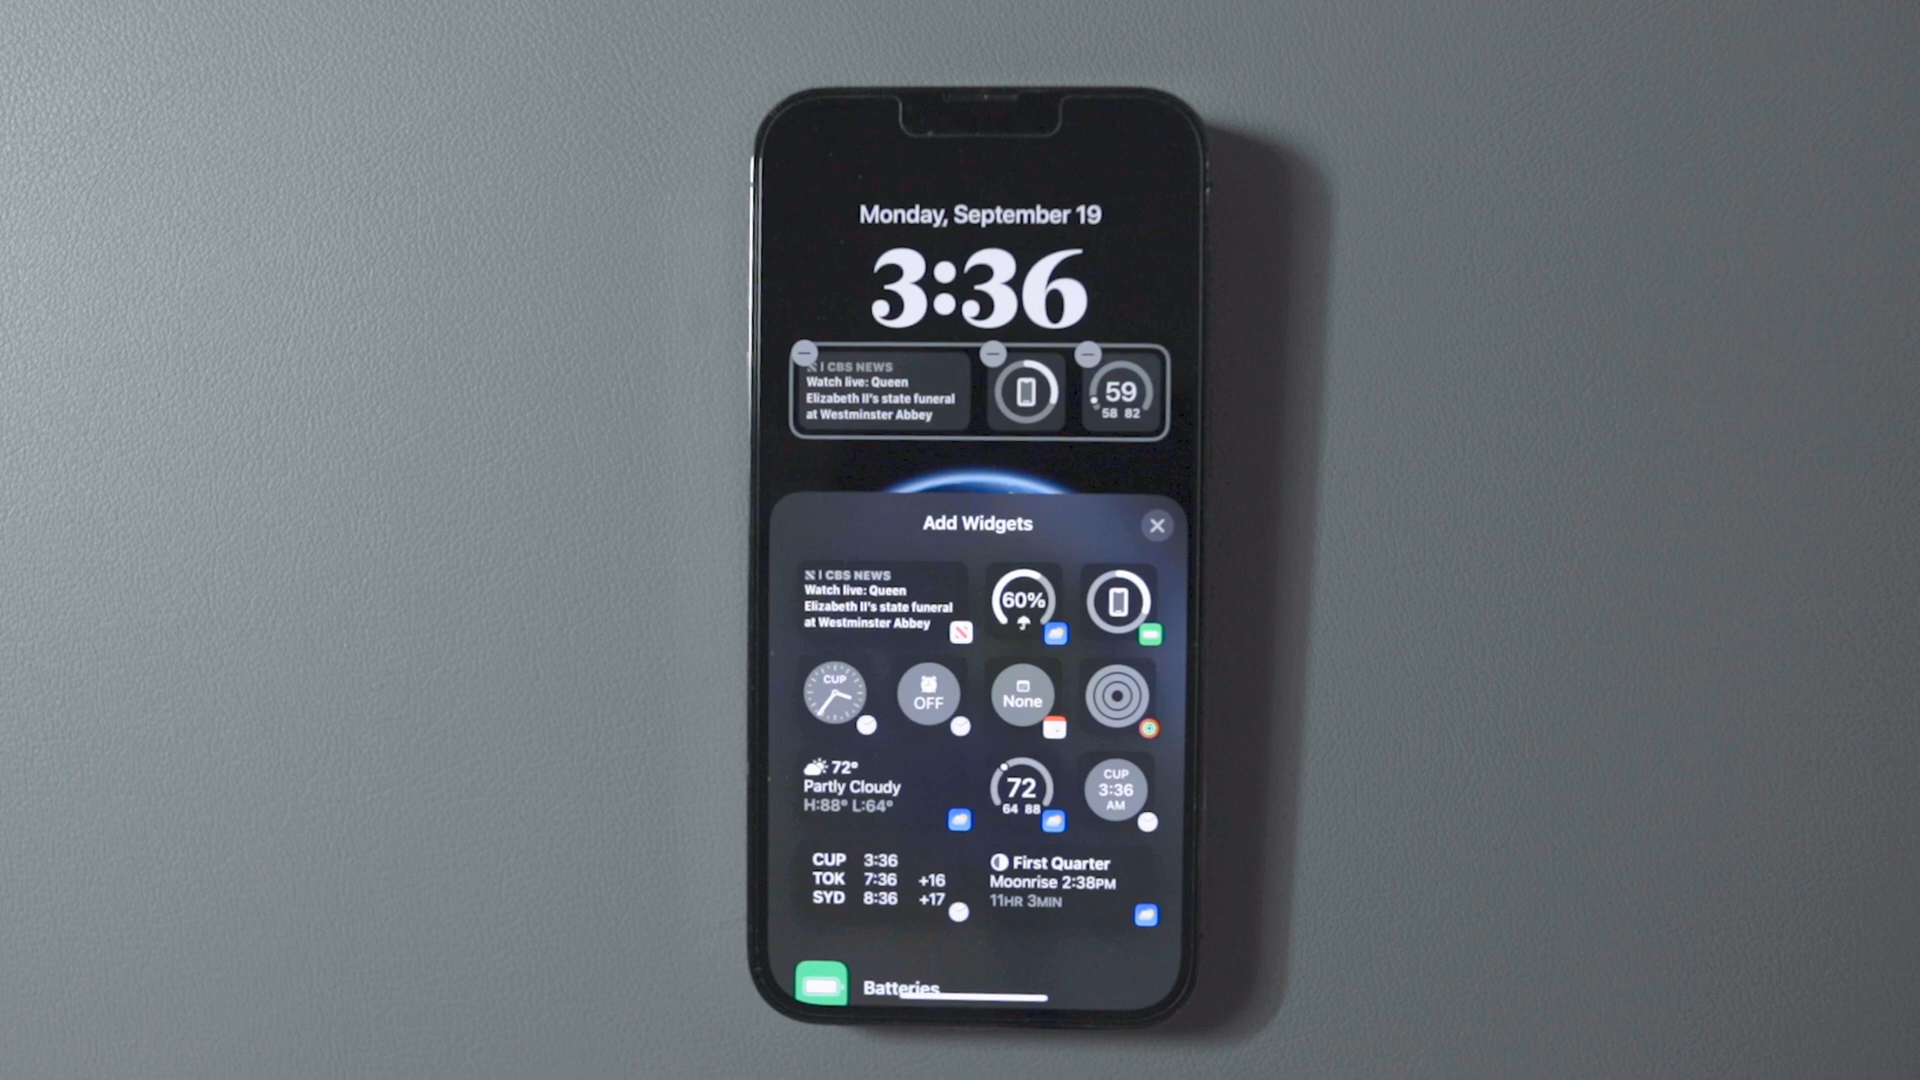 Monday, September 19
3:36
CBS NEWS
Watch live: Queen
Elizabeth II's state funeral
at Westminster Abbey
59
58 82
Add Widgets
CBS NEWS
Watch live: Queen
Elizabeth II's state funeral
at Westminster Abbey
60%
CUP
OFF
None
72°
Partly Cloudy
H:88° L:64°
72
64 88
CUP
3:36
AM
CUP 3:36
TOK 7:36 +16
SYD 8:36 +17
First Quarter
Moonrise 2:38PM
11HR 3MIN
Batteries